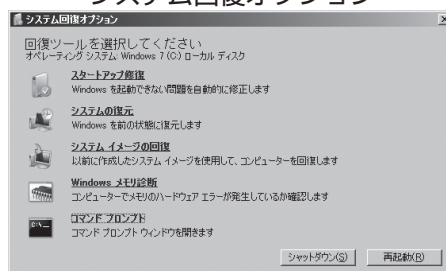 システム回復オプション
システム回復オプション
回復ツールを選択してください
オペレーティング システム: Windows 7 (C:) ローカル ディスク
スタートアップ修復
Windows を起動できない問題を自動的に修正します
システムの復元
Windows を前の状態に復元します
システム イメージの回復
以前に作成したシステム イメージを使用して、コンピューターを回復します
Windows メモリ診断
コンピューターでメモリのハードウェア エラーが発生しているか確認します
コマンド プロンプト
コマンド プロンプト ウィンドウを開きます
シャットダウン(S) 再起動(R)